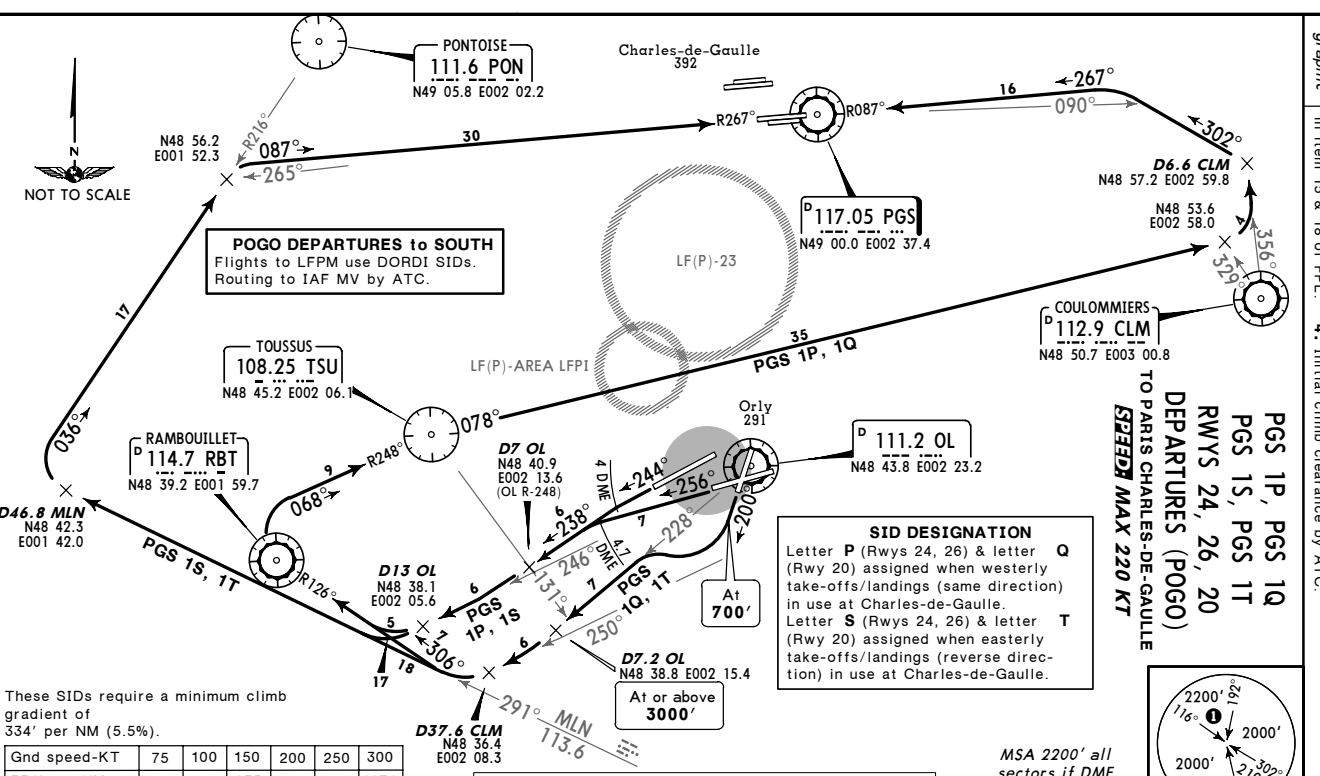 PONTOISE
111.6 PON
N49 05.8 E002 02.2
Charles-de-Gaulle
392
16
267°
090°
R087°
R267°
302°
30
087°
265°
R216°
N48 56.2
E001 52.3
N
NOT TO SCALE
D6.6 CLM
N48 57.2 E002 59.8
N48 53.6
E002 58.0
4
356°
329°
D 117.05 PGS
N49 00.0 E002 37.4
POGO DEPARTURES to SOUTH
Flights to LFPM use DORDI SIDs.
Routing to IAF MV by ATC.
LF(P)-23
COULOMMIERS
D 112.9 CLM
N48 50.7 E003 00.8
17
35
PGS 1P, 1Q
TOUSSUS
108.25 TSU
N48 45.2 E002 06.1
LF(P)-AREA LFPI
078°
036°
Orly
291
D 111.2 OL
N48 43.8 E002 23.2
RAMBOUILLET
D 114.7 RBT
N48 39.2 E001 59.7
9
R248°
068°
D7 OL
N48 40.9
E002 13.6
(OL R-248)
4 DME
244°
256°
6
238°
7
228°
200°
4.7
DME
246°
131°
D46.8 MLN
N48 42.3
E001 42.0
PGS 1S, 1T
R126°
D13 OL
N48 38.1
E002 05.6
6
PGS
1P, 1S
7
PGS
1Q, 1T
At
700'
5
7
306°
17
18
6
250°
D7.2 OL
N48 38.8 E002 15.4
At or above
3000'
291°
MLN
113.6
D37.6 CLM
N48 36.4
E002 08.3
SID DESIGNATION
Letter P (Rwys 24, 26) & letter Q
(Rwy 20) assigned when westerly
take-offs/landings (same direction)
in use at Charles-de-Gaulle.
Letter S (Rwys 24, 26) & letter T
(Rwy 20) assigned when easterly
take-offs/landings (reverse direc-
tion) in use at Charles-de-Gaulle.
PGS 1P, PGS 1Q
PGS 1S, PGS 1T
RWYS 24, 26, 20
DEPARTURES (POGO)
TO PARIS CHARLES-DE-GAULLE
SPEED: MAX 220 KT
4. Initial climb clearance by ATC.
These SIDs require a minimum climb
gradient of
334' per NM (5.5%).
Gnd speed-KT 75 100 150 200 250 300
MSA 2200' all
sectors if DME
2200'
192°
116°
1
2000'
2000'
302°